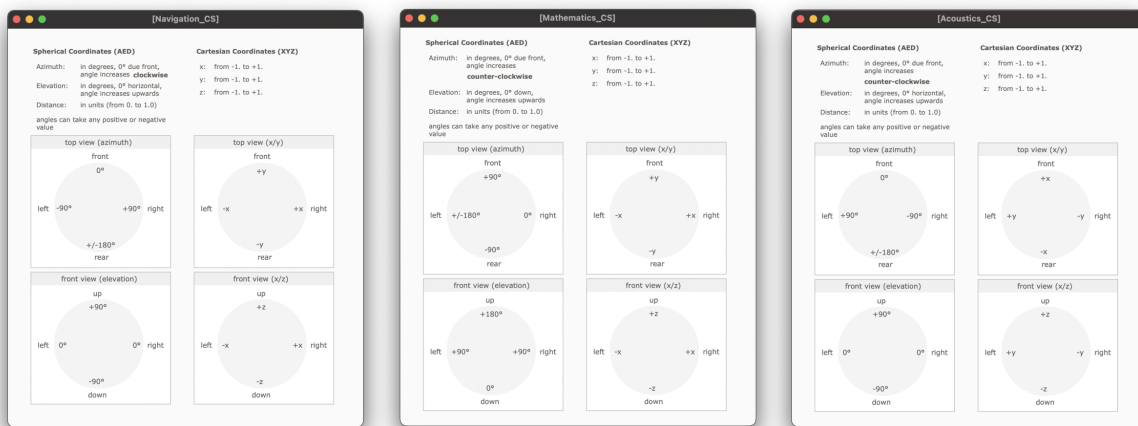 [Navigation_CS]
Spherical Coordinates (AED)
Azimuth: in degrees, 0° due front,
angle increases clockwise
Elevation: in degrees, 0° horizontal,
angle increases upwards
Distance: in units (from 0. to 1.0)
angles can take any positive or negative
value
Cartesian Coordinates (XYZ)
x: from -1. to +1.
y: from -1. to +1.
z: from -1. to +1.
top view (azimuth)
front
0°
left -90° +90° right
+/-180°
rear
top view (x/y)
front
+y
left -x +x right
-y
rear
front view (elevation)
up
+90°
left 0° 0° right
-90°
down
front view (x/z)
up
+z
left -x +x right
-z
down
[Mathematics_CS]
Spherical Coordinates (AED)
Azimuth: in degrees, 0° due front,
angle increases
counter-clockwise
Elevation: in degrees, 0° down,
angle increases upwards
Distance: in units (from 0. to 1.0)
angles can take any positive or negative
value
Cartesian Coordinates (XYZ)
x: from -1. to +1.
y: from -1. to +1.
z: from -1. to +1.
top view (azimuth)
front
+90°
left +/-180° 0° right
-90°
rear
top view (x/y)
front
+y
left -x +x right
-y
rear
front view (elevation)
up
+180°
left +90° +90° right
0°
down
front view (x/z)
up
+z
left -x +x right
-z
down
[Acoustics_CS]
Spherical Coordinates (AED)
Azimuth: in degrees, 0° due front,
angle increases
counter-clockwise
Elevation: in degrees, 0° horizontal,
angle increases upwards
Distance: in units (from 0. to 1.0)
angles can take any positive or negative
value
Cartesian Coordinates (XYZ)
x: from -1. to +1.
y: from -1. to +1.
z: from -1. to +1.
top view (azimuth)
front
0°
left +90° -90° right
+/-180°
rear
top view (x/y)
front
+x
left +y -y right
-x
rear
front view (elevation)
up
+90°
left 0° 0° right
-90°
down
front view (x/z)
up
+z
left +y -y right
-z
down